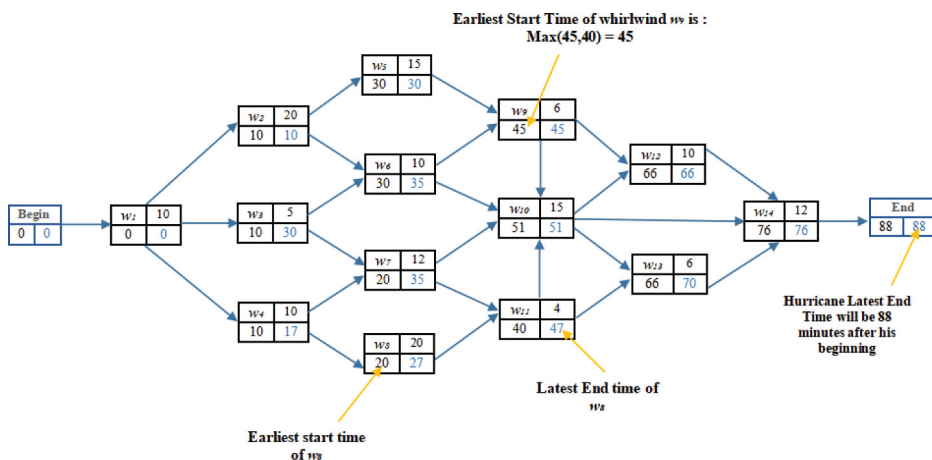 Earliest Start Time of whirlwind w9 is :
Max(45,40) = 45
w5 15
30 30
w2 20
10 10
w9 6
45 45
w6 10
30 35
w12 10
66 66
Begin
0 0
w1 10
0 0
w3 5
10 30
w10 15
51 51
w14 12
76 76
End
88 88
w7 12
20 35
w13 6
66 70
w4 10
10 17
w11 4
40 47
w8 20
20 27
Hurricane Latest End
Time will be 88
minutes after his
beginning
Latest End time of
w8
Earliest start time
of w8